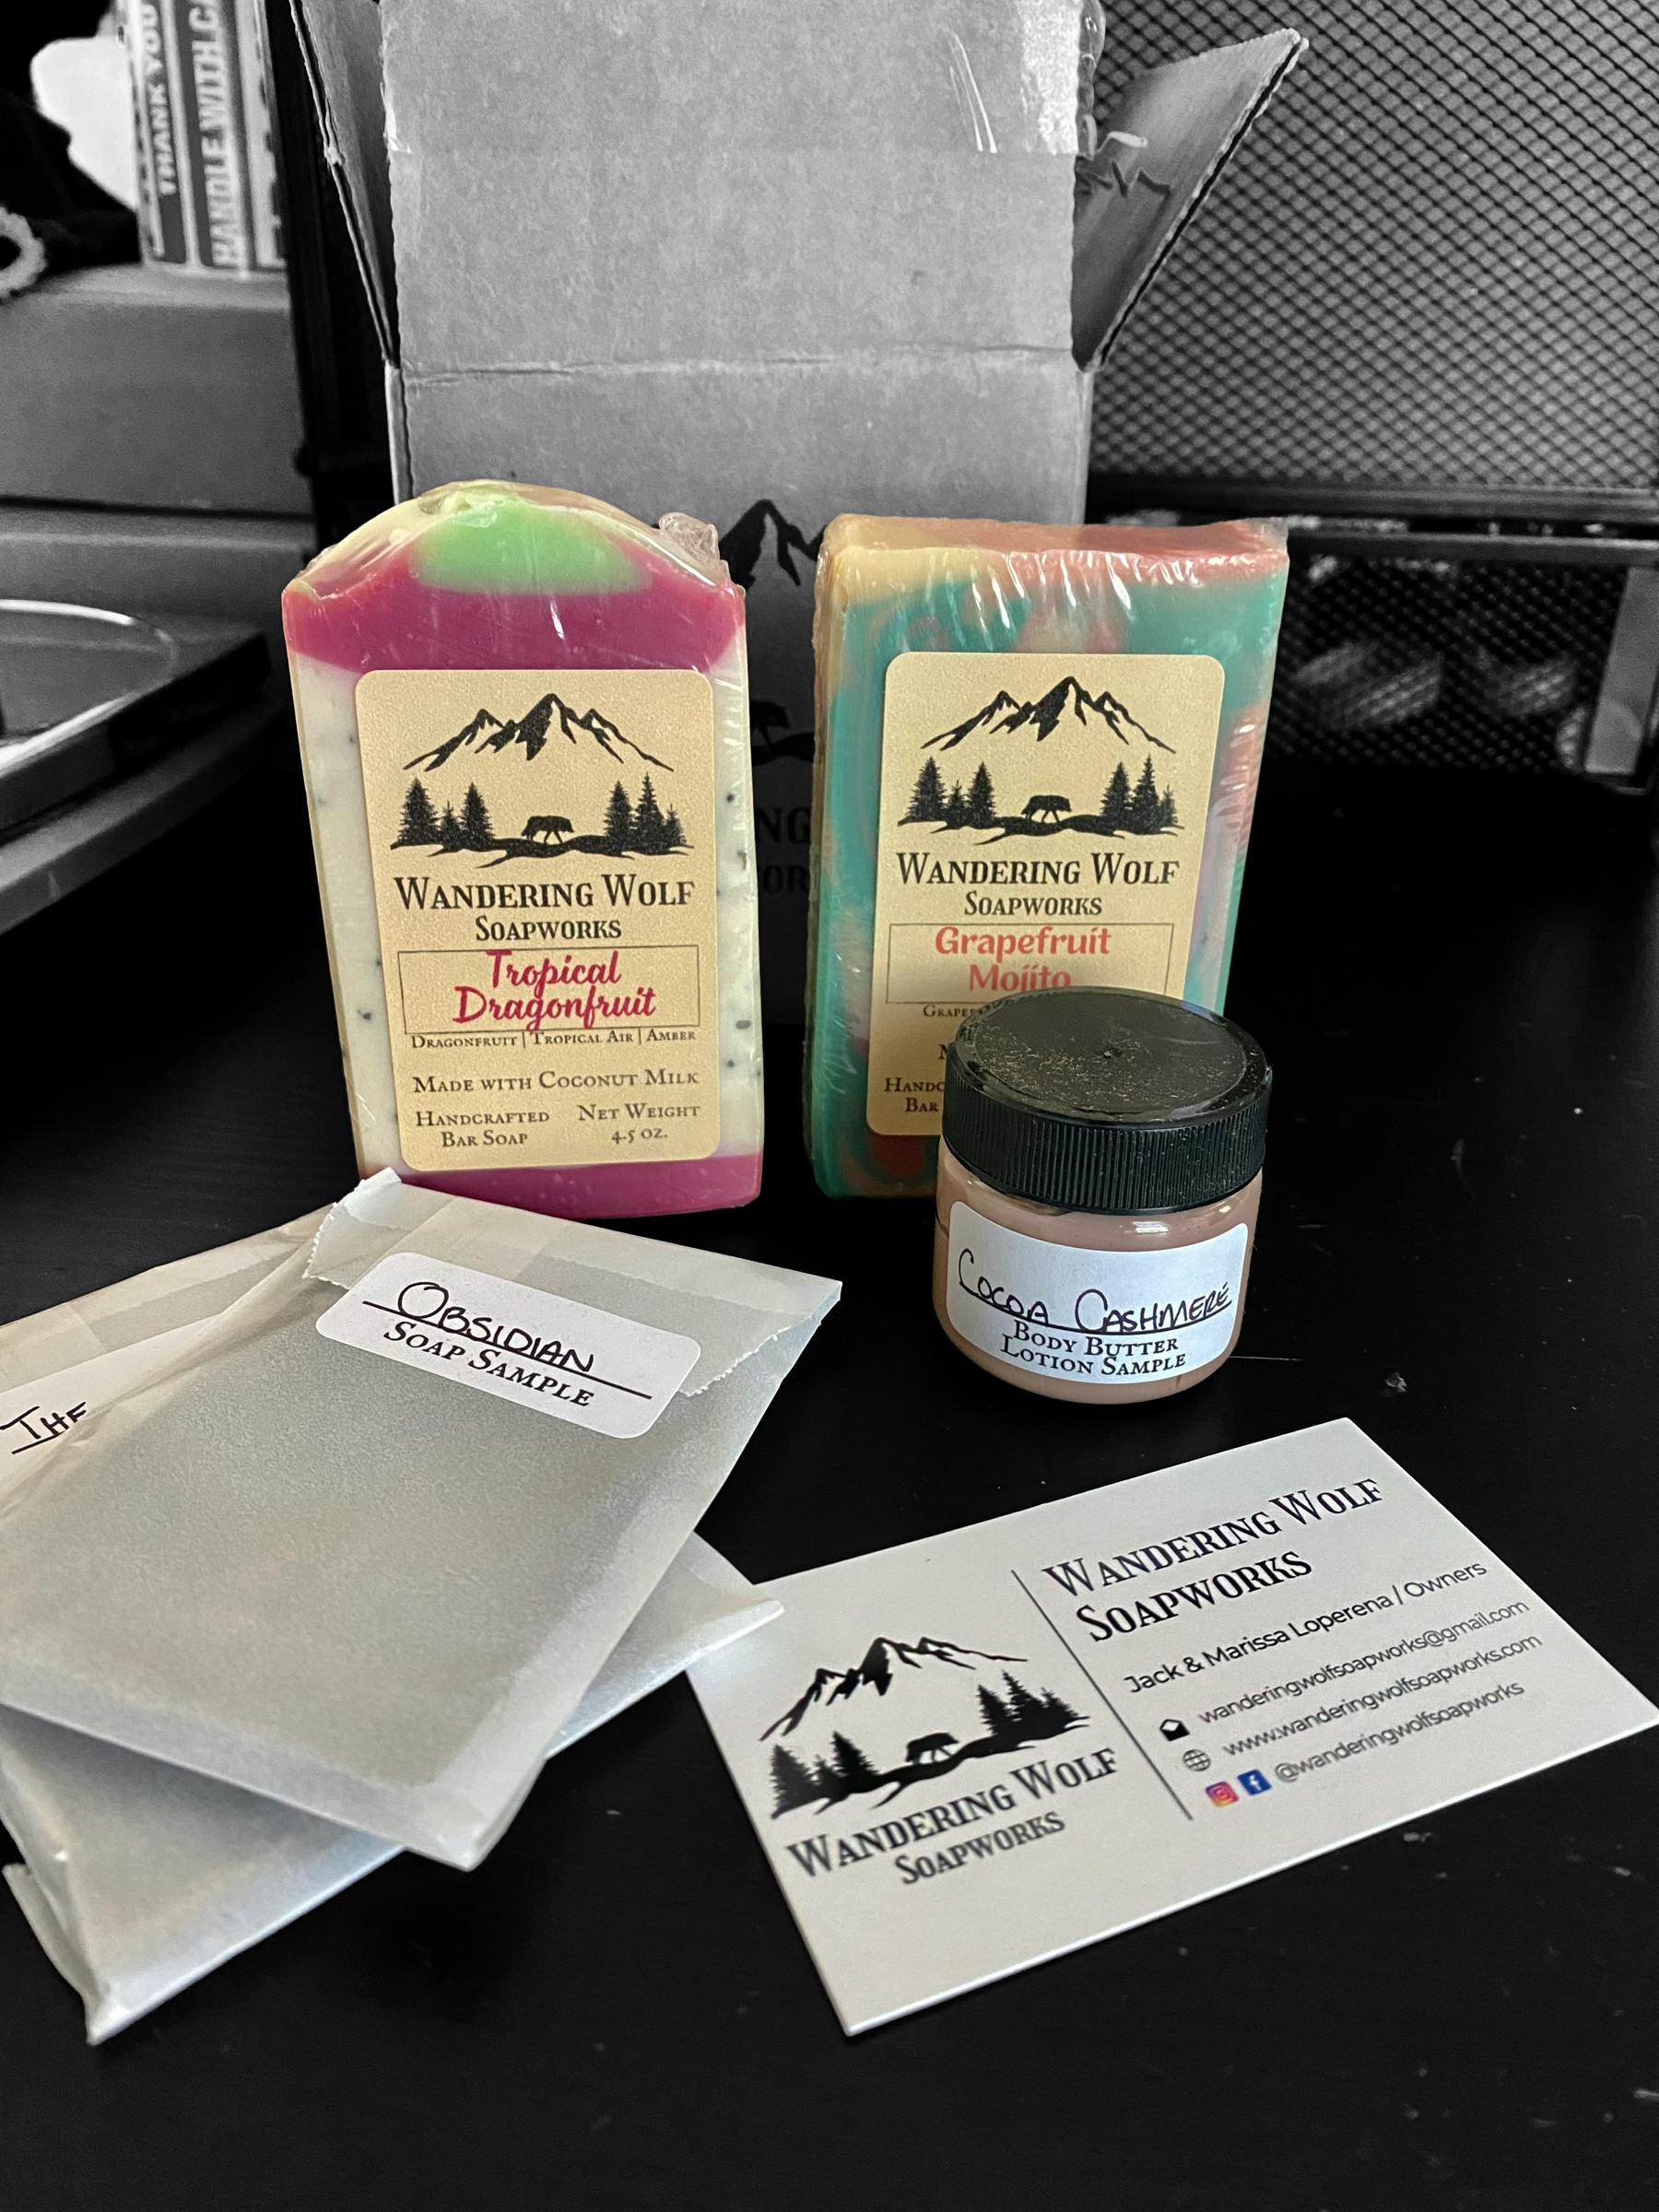 THANK YOU
HANDLE WITH
WANDERING WOLF
SOAPWORKS
Tropical
Dragonfruit
DRAGONFRUIT | TROPICAL AIR | AMBER
MADE WITH COCONUT MILK
HANDCRAFTED
BAR SOAP
NET WEIGHT
4.5 OZ.
WANDERING WOLF
SOAPWORKS
Grapefruit
Mojito
BAR
COCOA CASHMERE
BODY BUTTER
LOTION SAMPLE
OBSIDIAN
SOAP SAMPLE
THE
WANDERING WOLF
SOAPWORKS
WANDERING WOLF
SOAPWORKS
Jack & Marissa Loperena / Owners
wanderingwolfsoapworks@gmail.com
www.wanderingwolfsoapworks.com
@wanderingwolfsoapworks